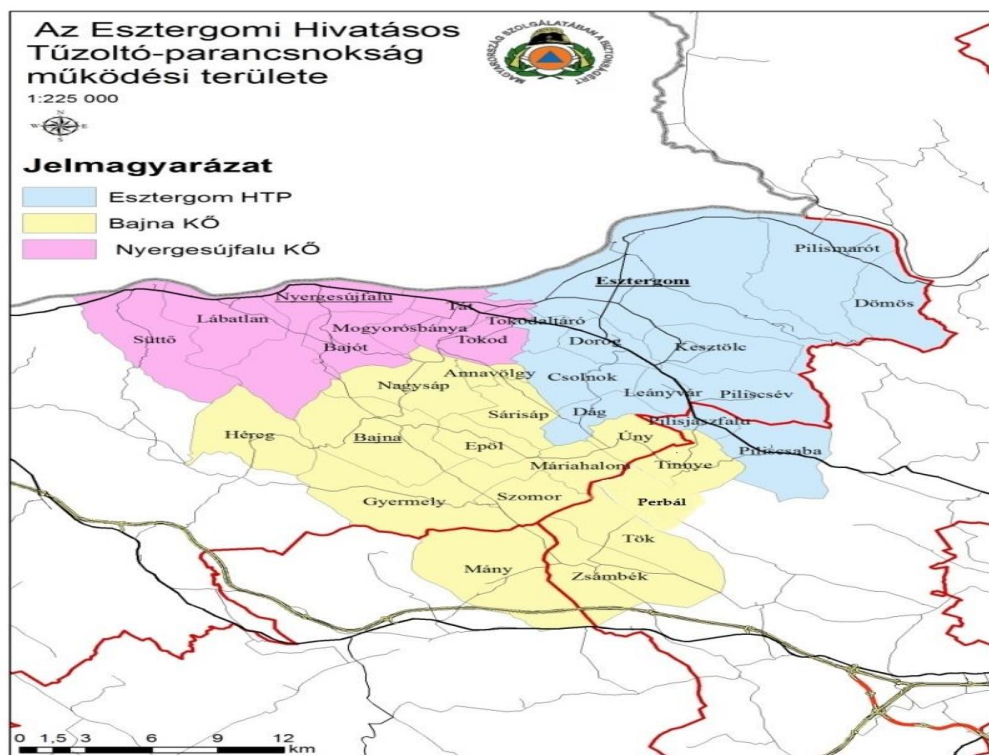 Az Esztergomi Hivatásos
Tűzoltó-parancsnokság
működési területe
1:225 000
N
W E
S
MAGYARORSZÁG SZOLGÁLATÁBAN A BIZTONSÁGÉRT
Jelmagyarázat
Esztergom HTP
Bajna KŐ
Nyergesújfalu KŐ
Pilismarót
Esztergom
Dömös
Nyergesújfalu
Tát
Lábatlan
Mogyorósbánya
Tokodaltáró
Süttő
Bajót
Tokod
Dorog
Kesztölc
Nagysáp
Annavölgy
Csolnok
Leányvár
Piliscsév
Sárisáp
Dág
Pilisjászfalu
Héreg
Bajna
Epöl
Úny
Piliscsaba
Máriahalom
Tinnye
Gyermely
Szomor
Perbál
Tök
Mány
Zsámbék
0 1,5 3 6 9 12
km